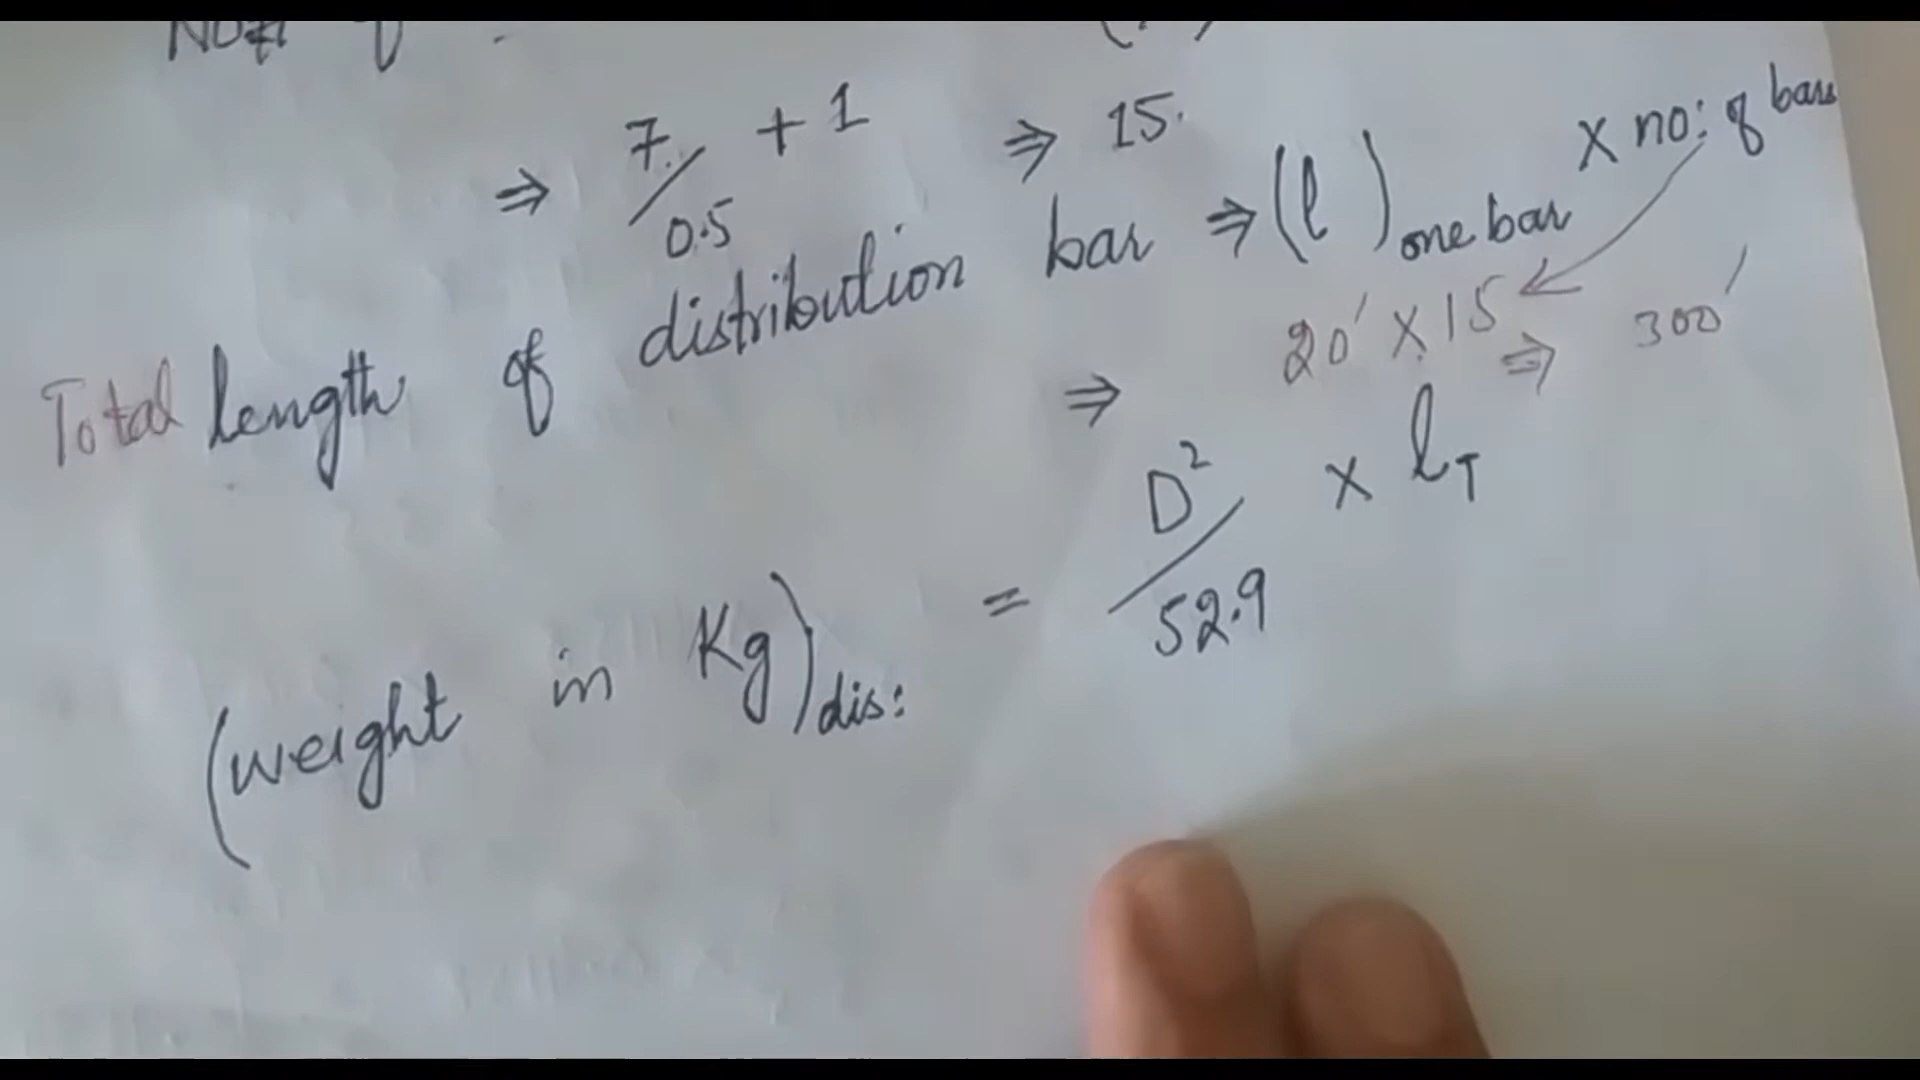 ⇒ 7/0.5 + 1 ⇒ 15.
Total length of distribution bar ⇒ (l)one bar × no: of bars
⇒ 20' × 15 ⇒ 300'
(weight in Kg)dis: = D²/52.9 × lT